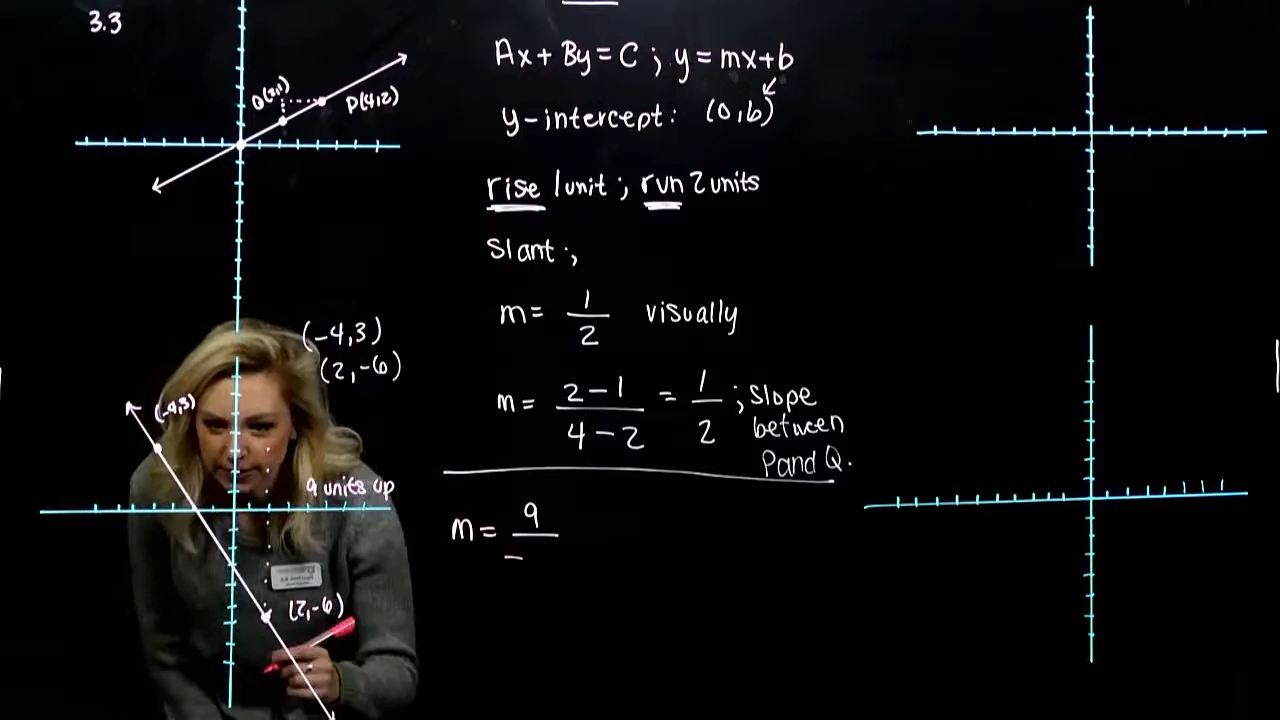 3.3
Ax + By = C ; y = mx+b
Q(2,1)
P(4,2)
y-intercept: (0,b)
rise 1unit ; run 2 units
Slant ;
m = 1/2 visually
(-4,3)
(2,-6)
m = 2-1/4-2 = 1/2 ; Slope
between
P and Q.
(-4,3)
9 units up
m = 9/-
(2,-6)